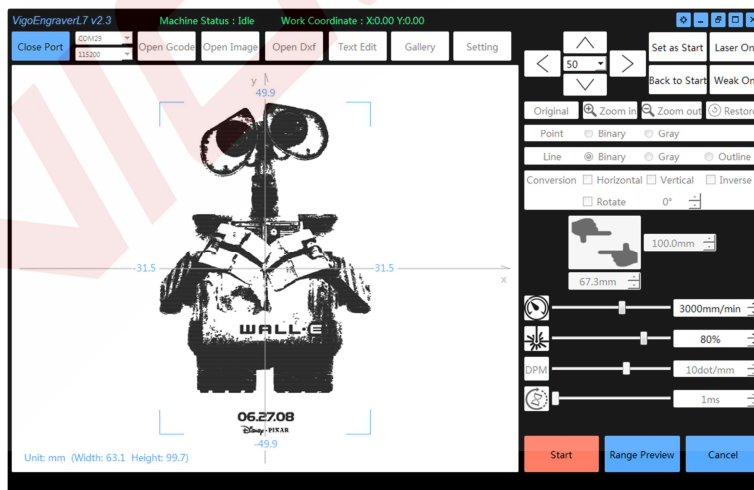 VigoEngraverL7 v2.3 Machine Status : Idle Work Coordinate : X:0.00 Y:0.00
Close Port COM29 115200 Open Gcode Open Image Open Dxf Text Edit Gallery Setting
50 Set as Start Laser On
Back to Start Weak On
Original Zoom in Zoom out Restore
Point Binary Gray
Line Binary Gray Outline
Conversion Horizontal Vertical Inverse
Rotate 0°
100.0mm
67.3mm
3000mm/min
80%
DPM 10dot/mm
1ms
Start Range Preview Cancel
y
49.9
-31.5 31.5
x
WALL·E
06.27.08
Disney · PIXAR
-49.9
Unit: mm (Width: 63.1 Height: 99.7)